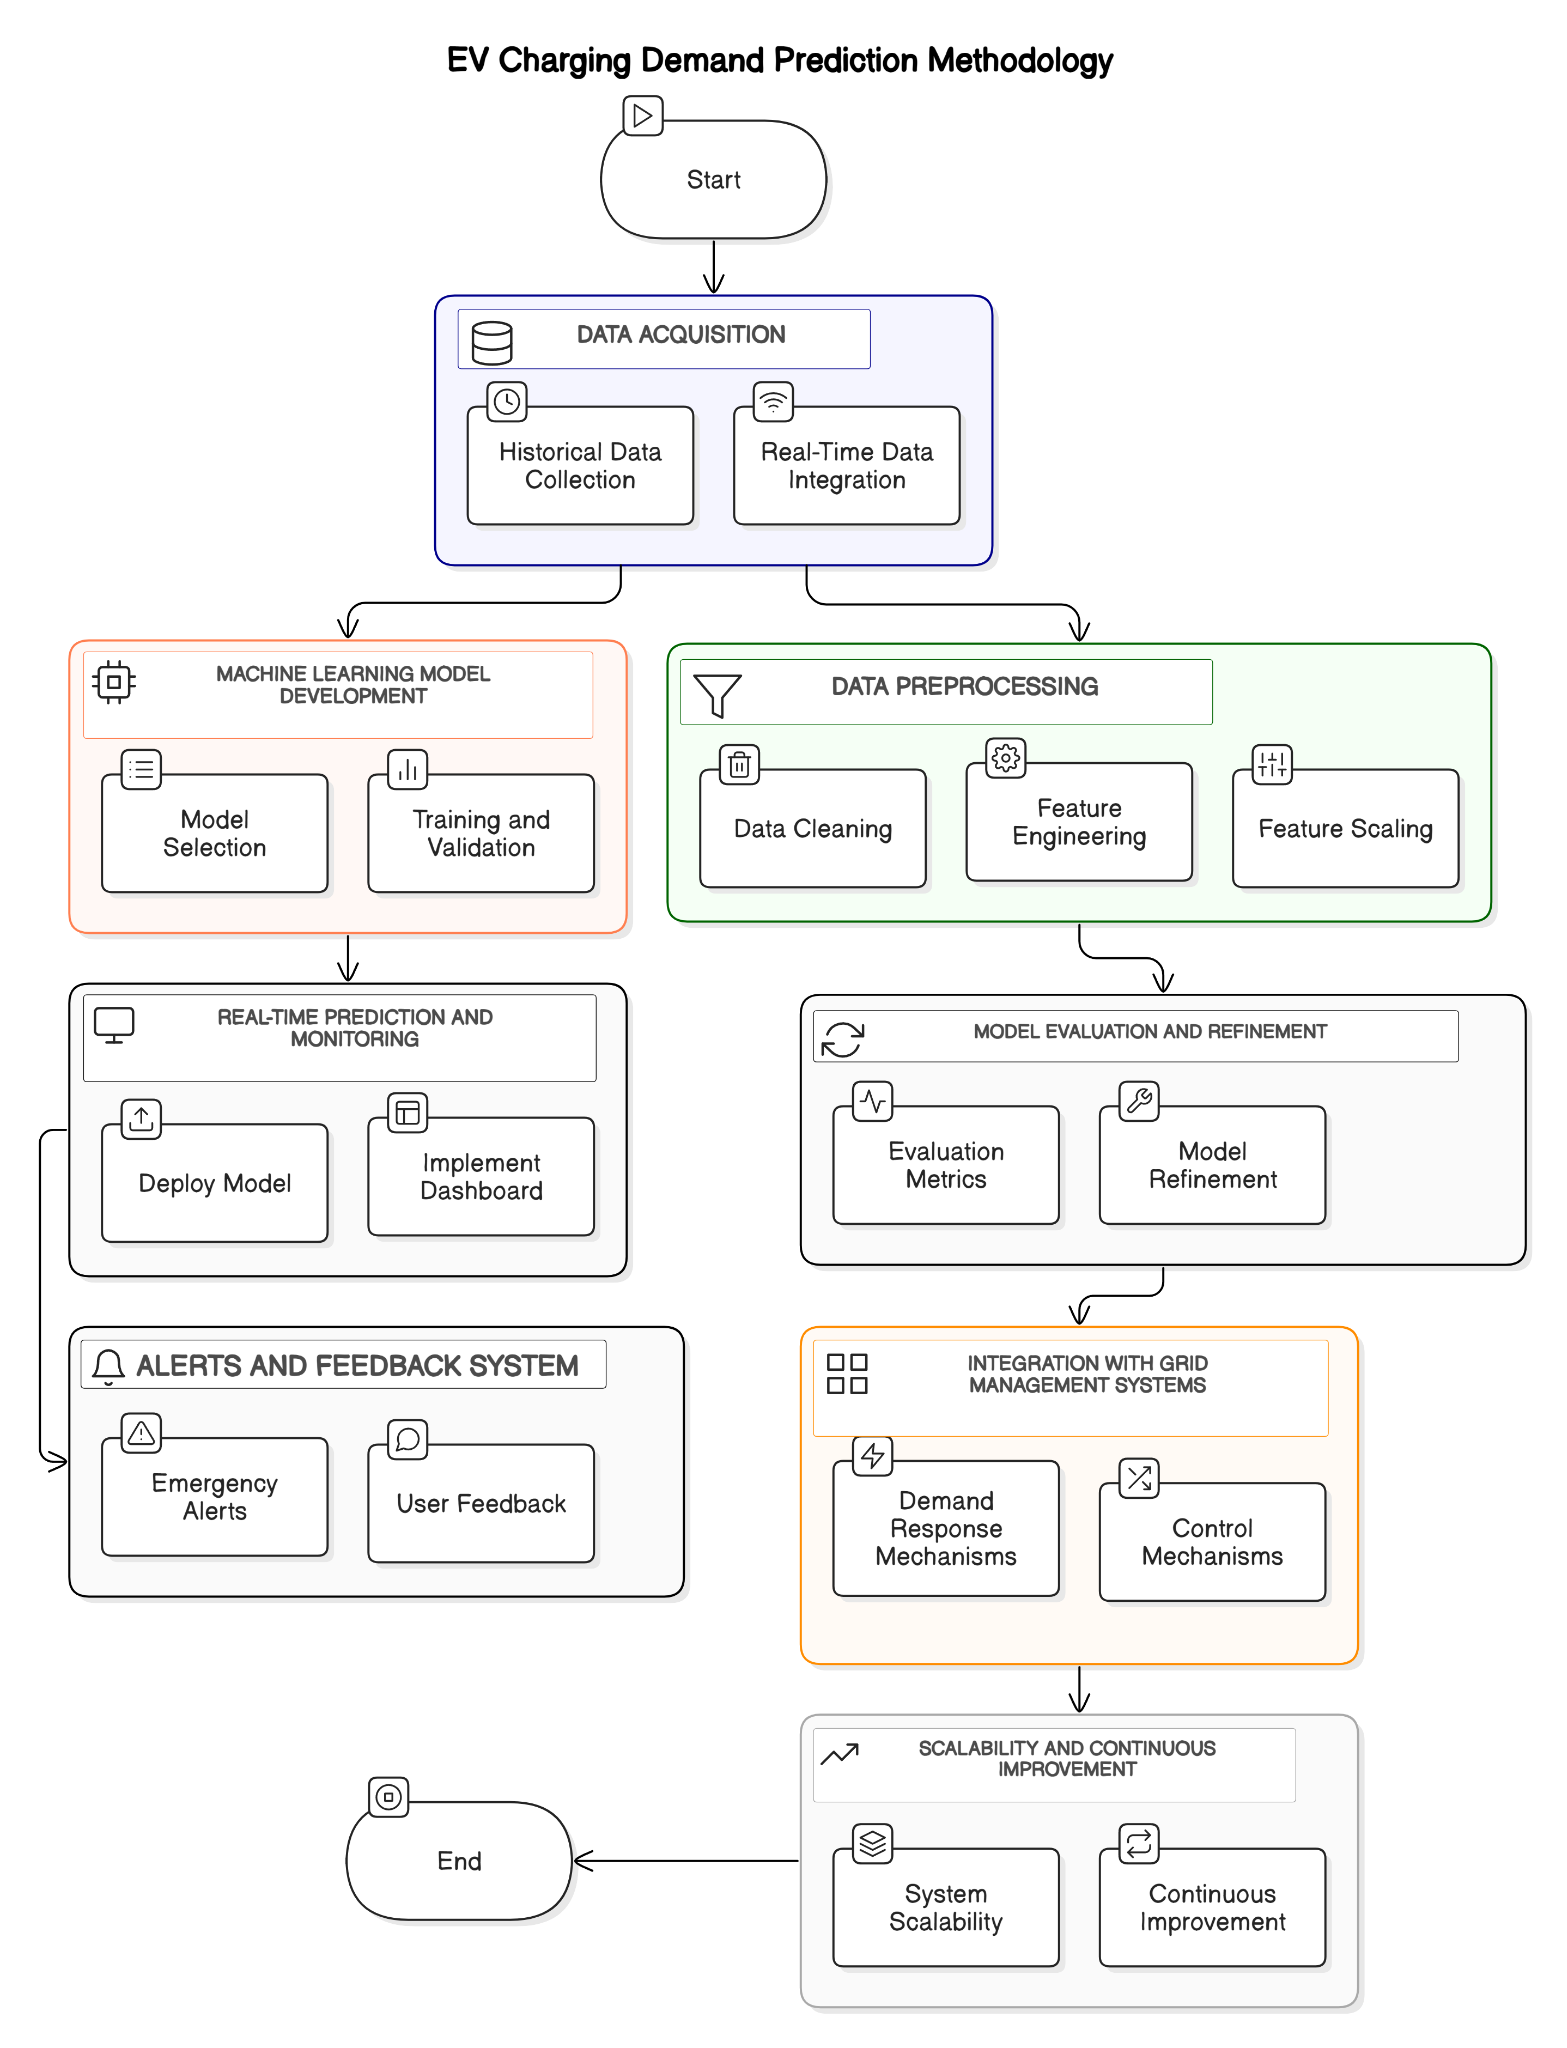 EV Charging Demand Prediction Methodology
Start
DATA ACQUISITION
Historical Data
Collection
Real-Time Data
Integration
MACHINE LEARNING MODEL
DEVELOPMENT
Model
Selection
Training and
Validation
DATA PREPROCESSING
Data Cleaning
Feature
Engineering
Feature Scaling
REAL-TIME PREDICTION AND
MONITORING
Deploy Model
Implement
Dashboard
MODEL EVALUATION AND REFINEMENT
Evaluation
Metrics
Model
Refinement
ALERTS AND FEEDBACK SYSTEM
Emergency
Alerts
User Feedback
INTEGRATION WITH GRID
MANAGEMENT SYSTEMS
Demand
Response
Mechanisms
Control
Mechanisms
SCALABILITY AND CONTINUOUS
IMPROVEMENT
System
Scalability
Continuous
Improvement
End